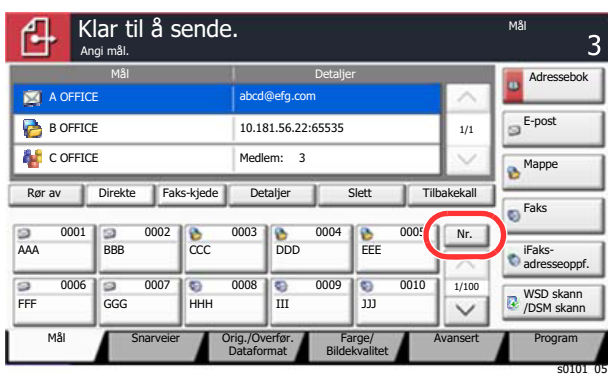 Klar til å sende.
Angi mål.
Mål
3
Mål Detaljer
A OFFICE abcd@efg.com
B OFFICE 10.181.56.22:65535 1/1
C OFFICE Medlem: 3
Adressebok
E-post
Mappe
Faks
iFaks-
adresseoppf.
WSD skann
/DSM skann
Rør av Direkte Faks-kjede Detaljer Slett Tilbakekall
0001 0002 0003 0004 0005 Nr.
AAA BBB CCC DDD EEE
0006 0007 0008 0009 0010 1/100
FFF GGG HHH III JJJ
Mål Snarveier Orig./Overfør. Farge/ Avansert Program
Dataformat Bildekvalitet
s0101_05